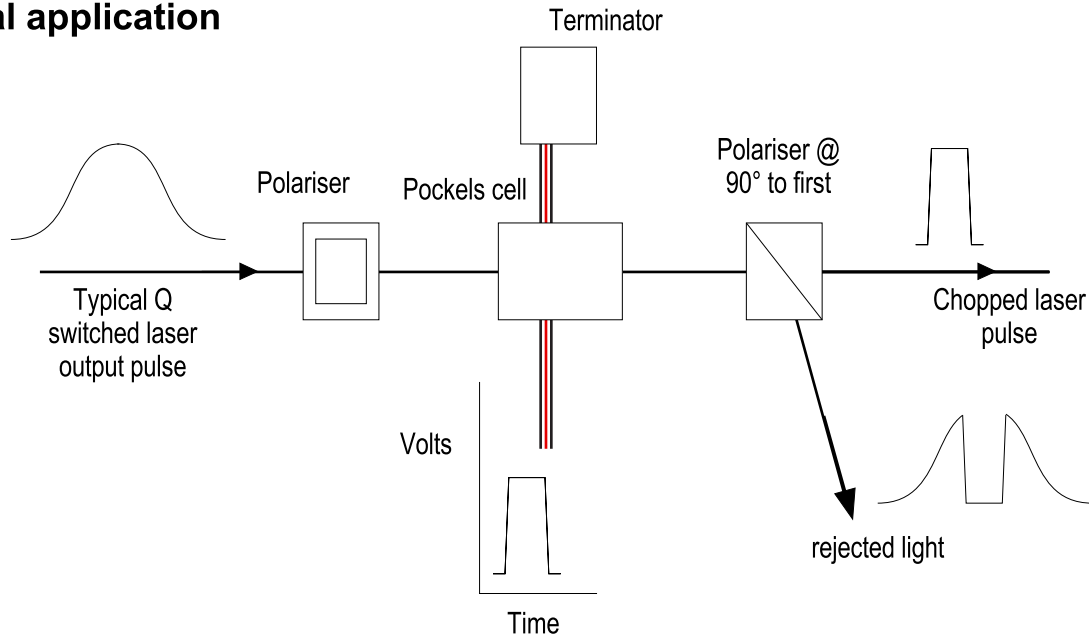 al application
Terminator
Polariser @
90° to first
Polariser
Pockels cell
Typical Q
switched laser
output pulse
Chopped laser
pulse
Volts
rejected light
Time